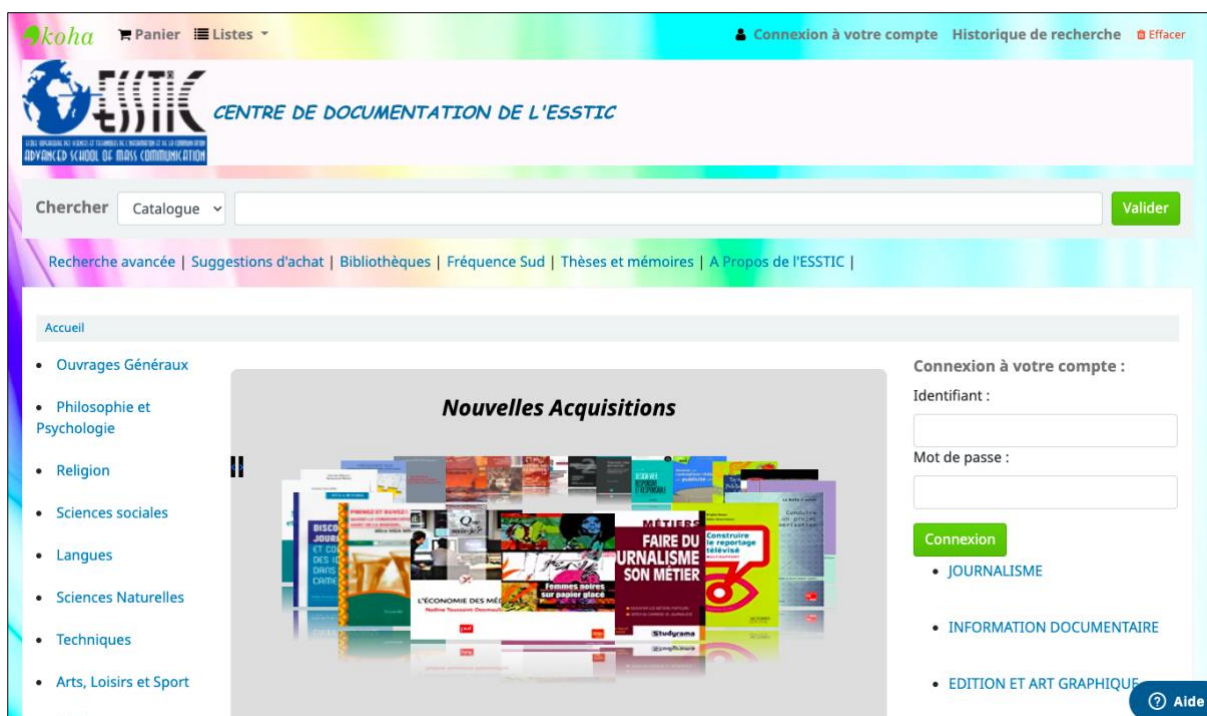 koha Panier Listes Connexion à votre compte Historique de recherche Effacer
ESSTIC
ADVANCED SCHOOL OF MASS COMMUNICATION
CENTRE DE DOCUMENTATION DE L'ESSTIC
Chercher Catalogue Valider
Recherche avancée | Suggestions d'achat | Bibliothèques | Fréquence Sud | Thèses et mémoires | A Propos de l'ESSTIC |
Accueil
Ouvrages Généraux
Philosophie et
Psychologie
Religion
Sciences sociales
Langues
Sciences Naturelles
Techniques
Arts, Loisirs et Sport
Nouvelles Acquisitions
L'ÉCONOMIE DES
Femmes noires
sur papier glacé
MÉTIERS
FAIRE DU
JOURNALISME
SON MÉTIER
Studyrama
Construire
le reportage
télévisé
Connexion à votre compte :
Identifiant :
Mot de passe :
Connexion
JOURNALISME
INFORMATION DOCUMENTAIRE
EDITION ET ART GRAPHIQUE
Aide